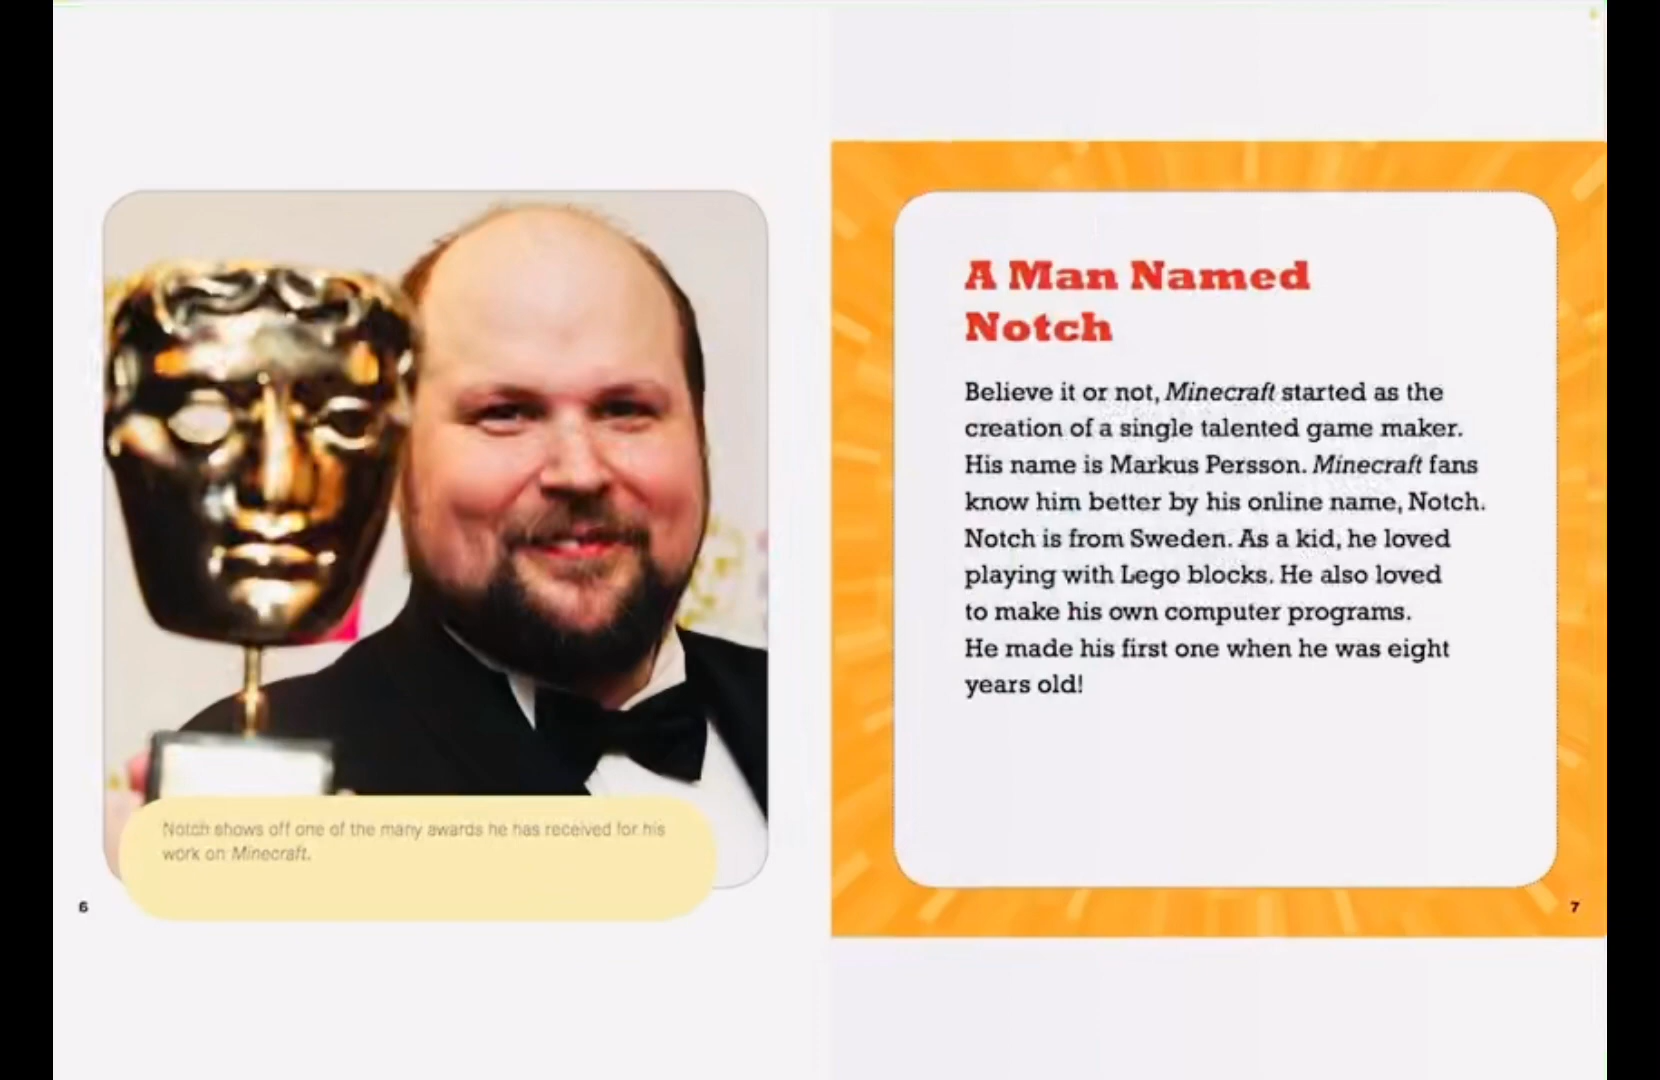 Notch shows off one of the many awards he has received for his
work on Minecraft.
6
A Man Named
Notch
Believe it or not, Minecraft started as the
creation of a single talented game maker.
His name is Markus Persson. Minecraft fans
know him better by his online name, Notch.
Notch is from Sweden. As a kid, he loved
playing with Lego blocks. He also loved
to make his own computer programs.
He made his first one when he was eight
years old!
7